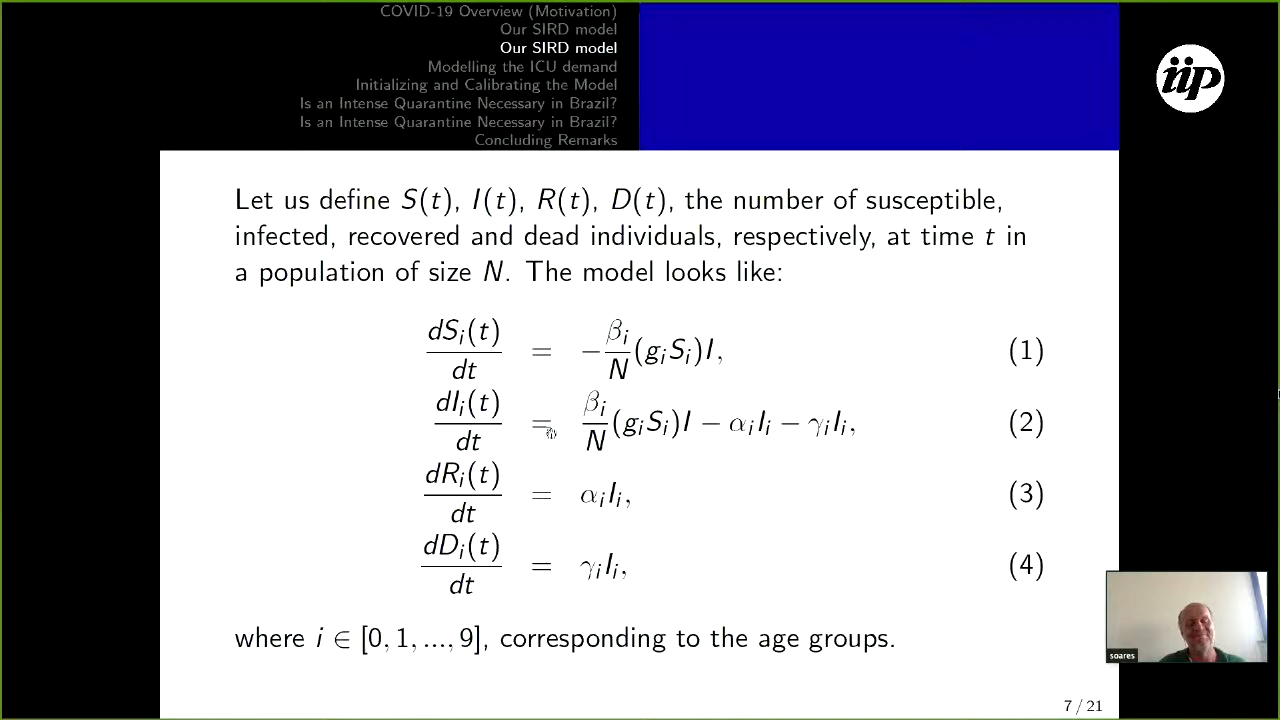 COVID-19 Overview (Motivation)
Our SIRD model
Our SIRD model
Modelling the ICU demand
Initializing and Calibrating the Model
Is an Intense Quarantine Necessary in Brazil?
Is an Intense Quarantine Necessary in Brazil?
Concluding Remarks
iip
Let us define S(t), I(t), R(t), D(t), the number of susceptible,
infected, recovered and dead individuals, respectively, at time t in
a population of size N. The model looks like:
dS_i(t)/dt = −β_i/N (g_i S_i)I, (1)
dI_i(t)/dt = β_i/N (g_i S_i)I − α_i I_i − γ_i I_i, (2)
dR_i(t)/dt = α_i I_i, (3)
dD_i(t)/dt = γ_i I_i, (4)
where i ∈ [0, 1, ..., 9], corresponding to the age groups.
soares
7 / 21